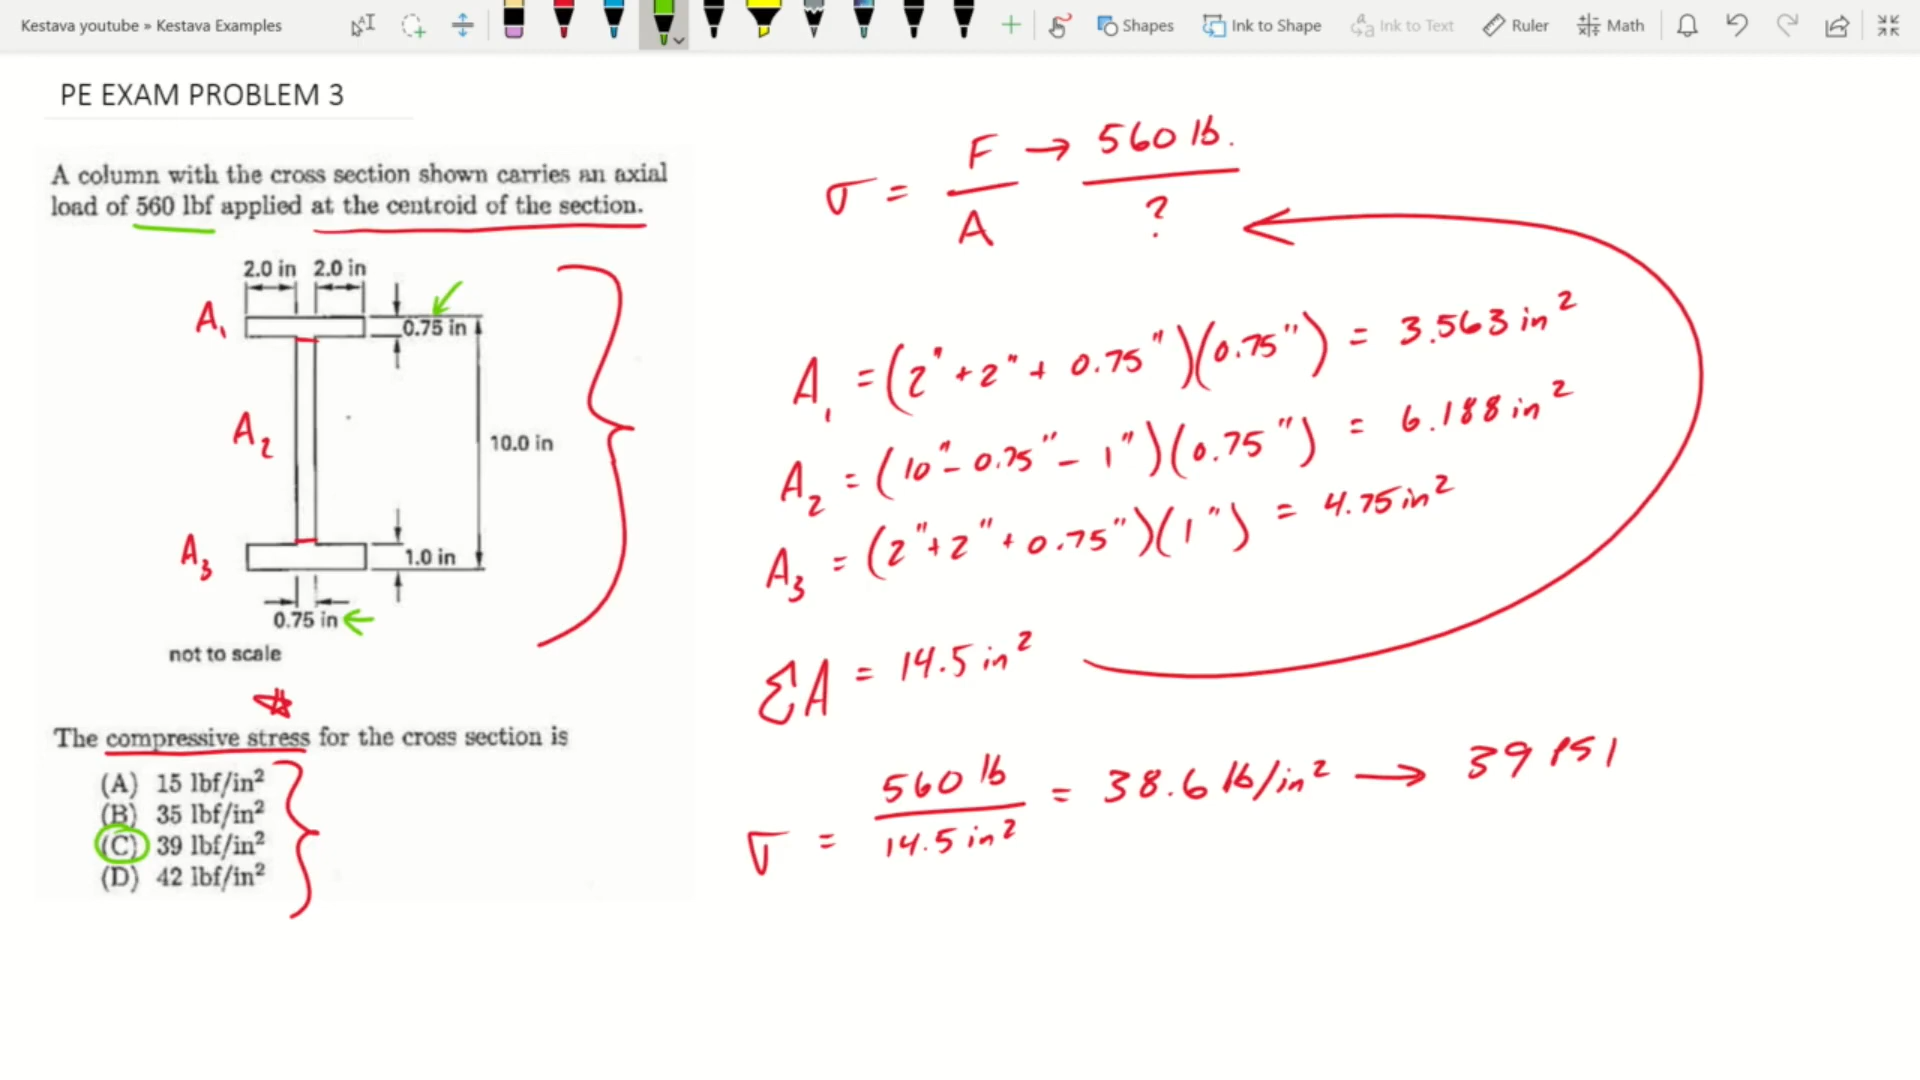 Kestava youtube » Kestava Examples
Shapes
Ink to Shape
Ink to Text
Ruler
Math
PE EXAM PROBLEM 3
A column with the cross section shown carries an axial
load of 560 lbf applied at the centroid of the section.
2.0 in 2.0 in
A₁
0.75 in
A₂
10.0 in
A₃
1.0 in
0.75 in
not to scale
The compressive stress for the cross section is
(A) 15 lbf/in²
(B) 35 lbf/in²
(C) 39 lbf/in²
(D) 42 lbf/in²
σ = F/A → 560 lb. / ?
A₁ = (2" + 2" + 0.75")(0.75") = 3.563 in²
A₂ = (10" - 0.75" - 1")(0.75") = 6.188 in²
A₃ = (2" + 2" + 0.75")(1") = 4.75 in²
ΣA = 14.5 in²
σ = 560 lb / 14.5 in² = 38.6 lb/in² → 39 PSI